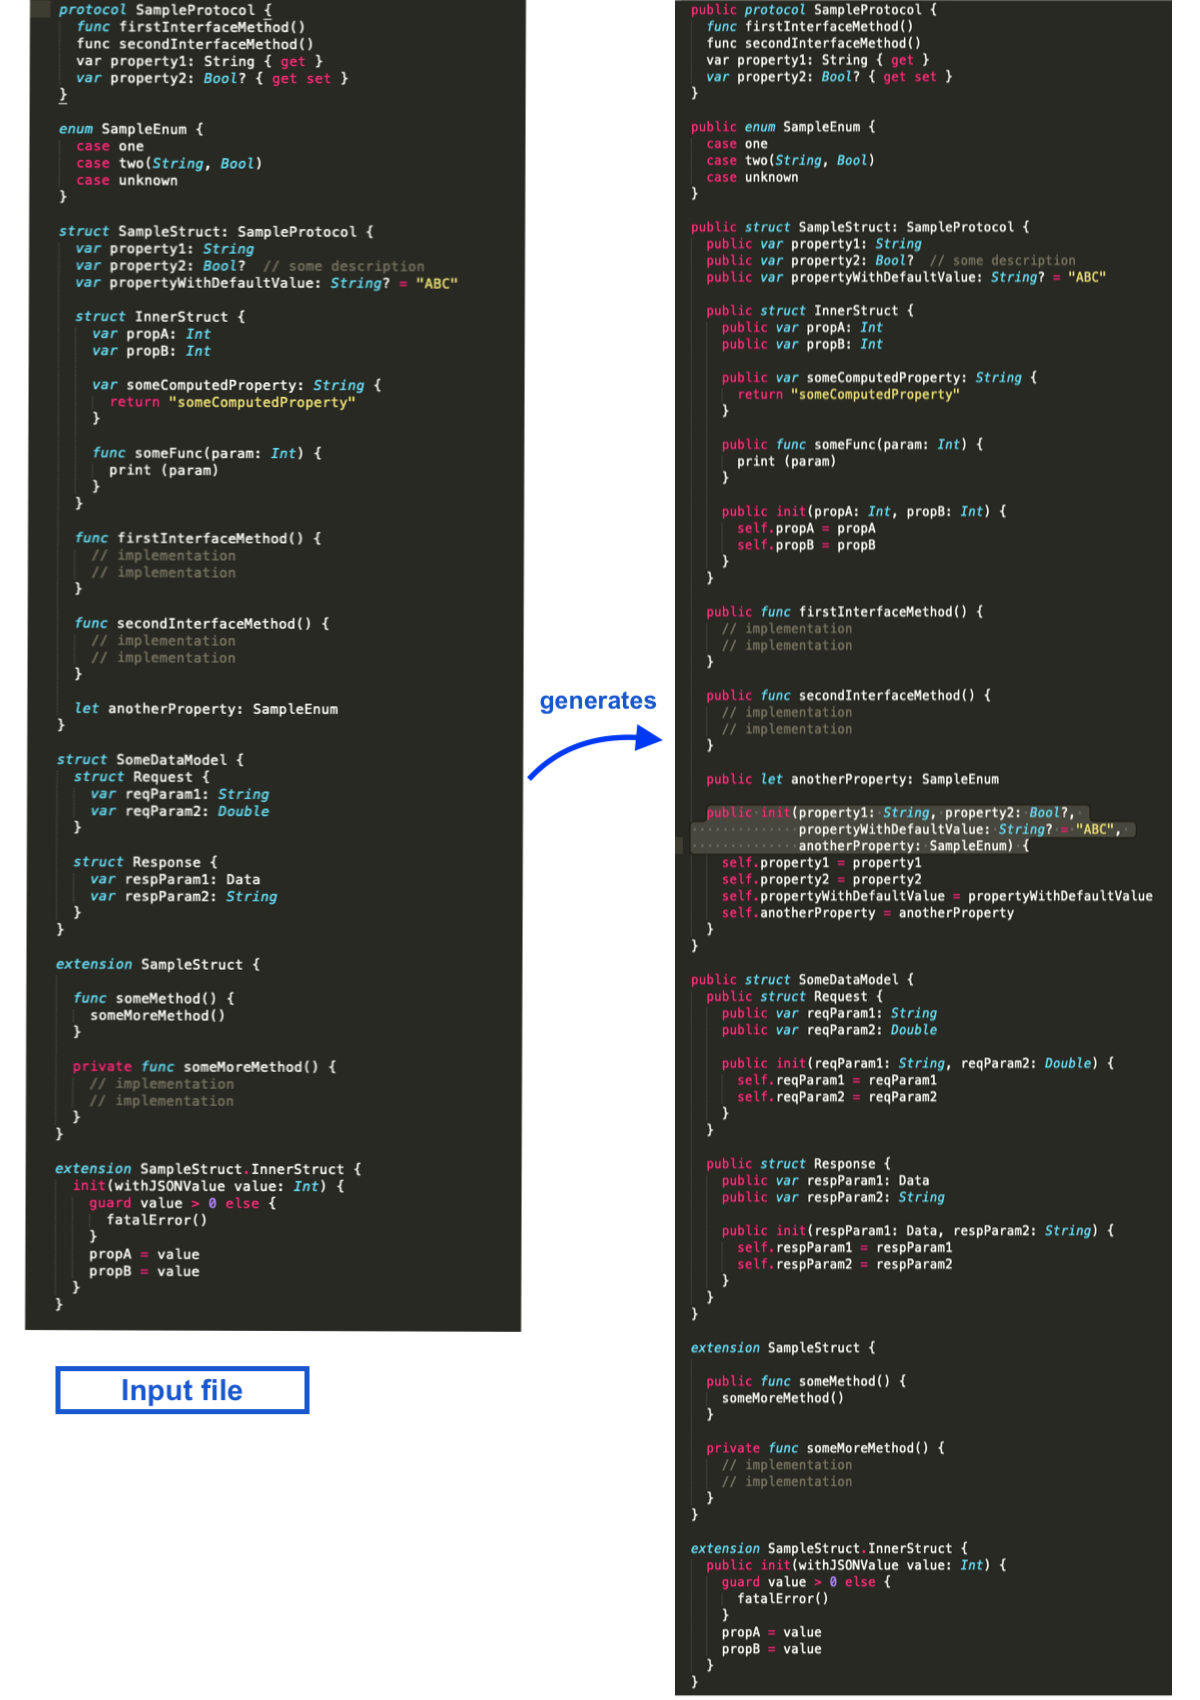 protocol SampleProtocol {
  func firstInterfaceMethod()
  func secondInterfaceMethod()
  var property1: String { get }
  var property2: Bool? { get set }
}

enum SampleEnum {
  case one
  case two(String, Bool)
  case unknown
}

struct SampleStruct: SampleProtocol {
  var property1: String
  var property2: Bool?  // some description
  var propertyWithDefaultValue: String? = "ABC"

  struct InnerStruct {
    var propA: Int
    var propB: Int

    var someComputedProperty: String {
      return "someComputedProperty"
    }

    func someFunc(param: Int) {
      print (param)
    }
  }

  func firstInterfaceMethod() {
    // implementation
    // implementation
  }

  func secondInterfaceMethod() {
    // implementation
    // implementation
  }

  let anotherProperty: SampleEnum
}

struct SomeDataModel {
  struct Request {
    var reqParam1: String
    var reqParam2: Double
  }

  struct Response {
    var respParam1: Data
    var respParam2: String
  }
}

extension SampleStruct {

  func someMethod() {
    someMoreMethod()
  }

  private func someMoreMethod() {
    // implementation
    // implementation
  }
}

extension SampleStruct.InnerStruct {
  init(withJSONValue value: Int) {
    guard value > 0 else {
      fatalError()
    }
    propA = value
    propB = value
  }
}

Input file

generates

public protocol SampleProtocol {
  func firstInterfaceMethod()
  func secondInterfaceMethod()
  var property1: String { get }
  var property2: Bool? { get set }
}

public enum SampleEnum {
  case one
  case two(String, Bool)
  case unknown
}

public struct SampleStruct: SampleProtocol {
  public var property1: String
  public var property2: Bool?  // some description
  public var propertyWithDefaultValue: String? = "ABC"

  public struct InnerStruct {
    public var propA: Int
    public var propB: Int

    public var someComputedProperty: String {
      return "someComputedProperty"
    }

    public func someFunc(param: Int) {
      print (param)
    }

    public init(propA: Int, propB: Int) {
      self.propA = propA
      self.propB = propB
    }
  }

  public func firstInterfaceMethod() {
    // implementation
    // implementation
  }

  public func secondInterfaceMethod() {
    // implementation
    // implementation
  }

  public let anotherProperty: SampleEnum

  public init(property1: String, property2: Bool?,
              propertyWithDefaultValue: String? = "ABC",
              anotherProperty: SampleEnum) {
    self.property1 = property1
    self.property2 = property2
    self.propertyWithDefaultValue = propertyWithDefaultValue
    self.anotherProperty = anotherProperty
  }
}

public struct SomeDataModel {
  public struct Request {
    public var reqParam1: String
    public var reqParam2: Double

    public init(reqParam1: String, reqParam2: Double) {
      self.reqParam1 = reqParam1
      self.reqParam2 = reqParam2
    }
  }

  public struct Response {
    public var respParam1: Data
    public var respParam2: String

    public init(respParam1: Data, respParam2: String) {
      self.respParam1 = respParam1
      self.respParam2 = respParam2
    }
  }
}

extension SampleStruct {

  public func someMethod() {
    someMoreMethod()
  }

  private func someMoreMethod() {
    // implementation
    // implementation
  }
}

extension SampleStruct.InnerStruct {
  public init(withJSONValue value: Int) {
    guard value > 0 else {
      fatalError()
    }
    propA = value
    propB = value
  }
}